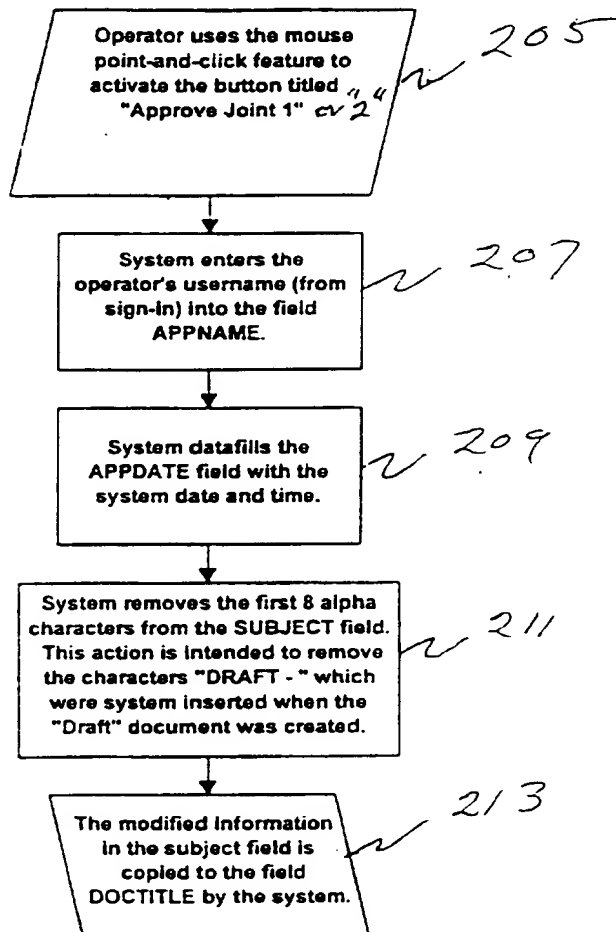 Operator uses the mouse
point-and-click feature to
activate the button titled
"Approve Joint 1" or "2"
205
System enters the
operator's username (from
sign-in) into the field
APPNAME.
207
System datafills the
APPDATE field with the
system date and time.
209
System removes the first 8 alpha
characters from the SUBJECT field.
This action is intended to remove
the characters "DRAFT - " which
were system inserted when the
"Draft" document was created.
211
The modified information
in the subject field is
copied to the field
DOCTITLE by the system.
213